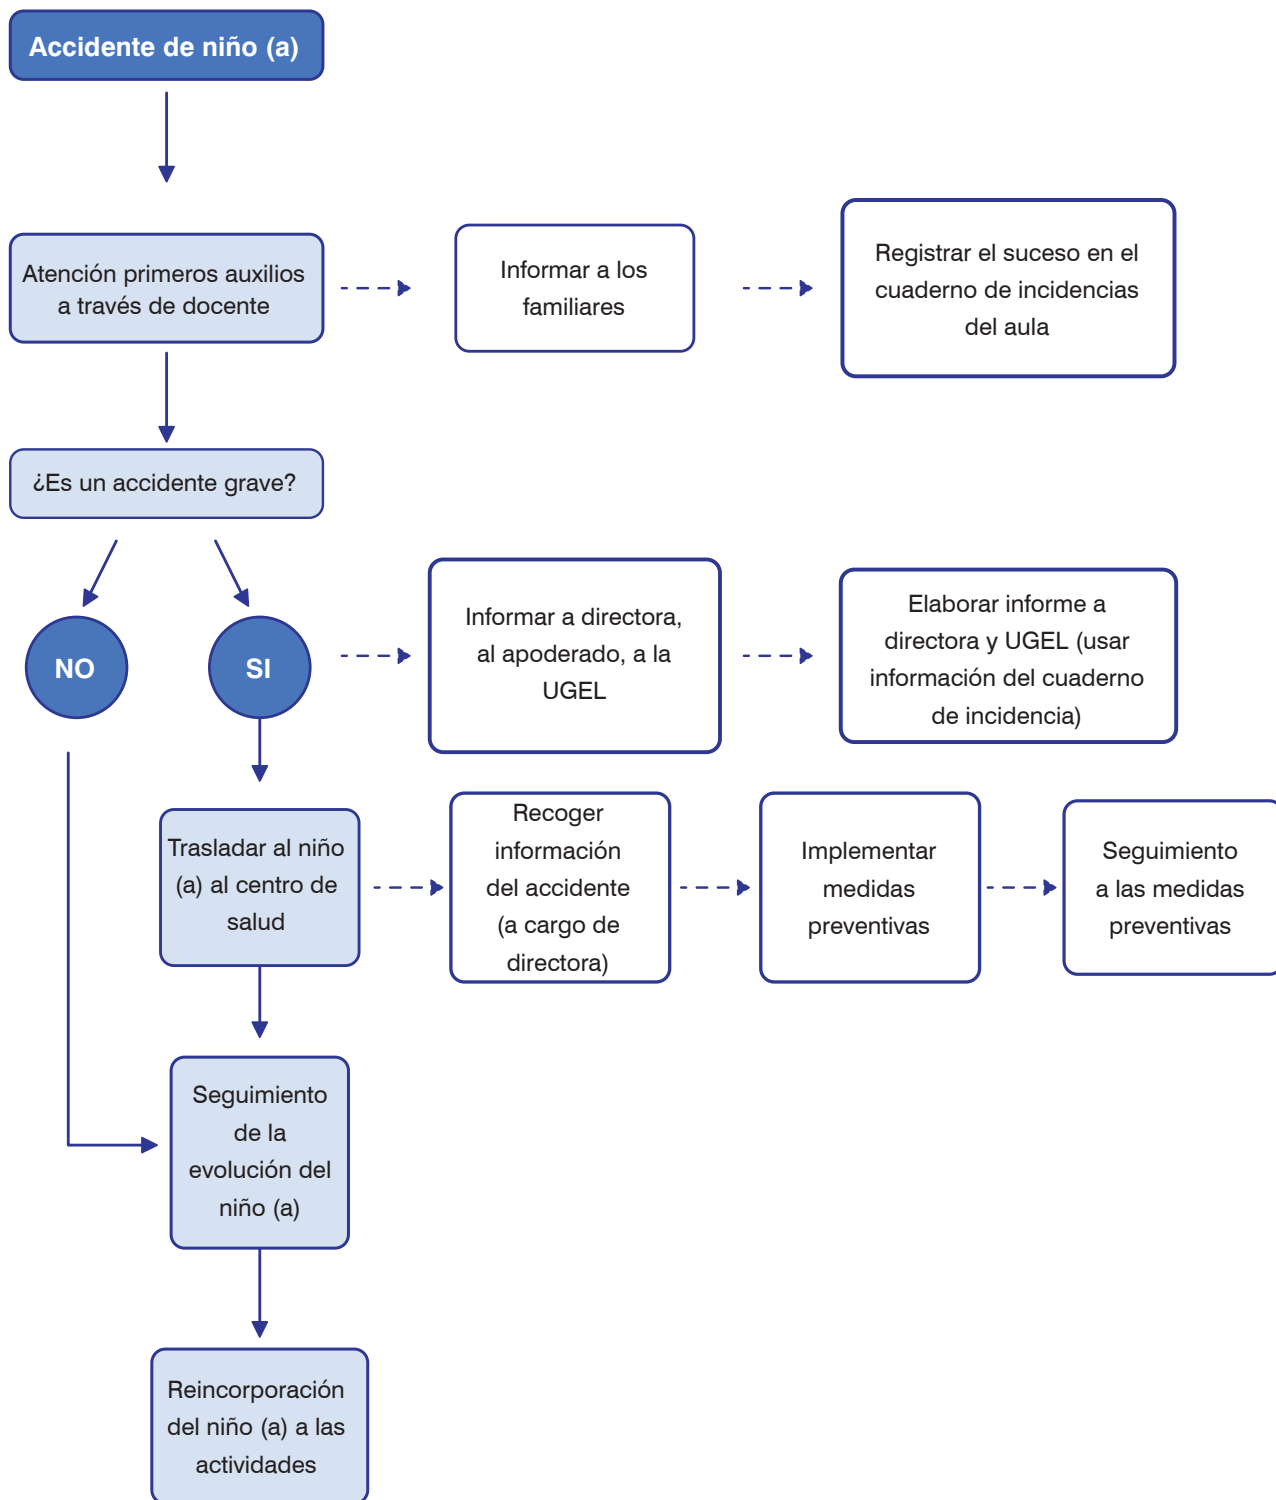 Accidente de niño (a)
Atención primeros auxilios
a través de docente
Informar a los
familiares
Registrar el suceso en el
cuaderno de incidencias
del aula
¿Es un accidente grave?
NO
SI
Informar a directora,
al apoderado, a la
UGEL
Elaborar informe a
directora y UGEL (usar
información del cuaderno
de incidencia)
Trasladar al niño
(a) al centro de
salud
Recoger
información
del accidente
(a cargo de
directora)
Implementar
medidas
preventivas
Seguimiento
a las medidas
preventivas
Seguimiento
de la
evolución del
niño (a)
Reincorporación
del niño (a) a las
actividades